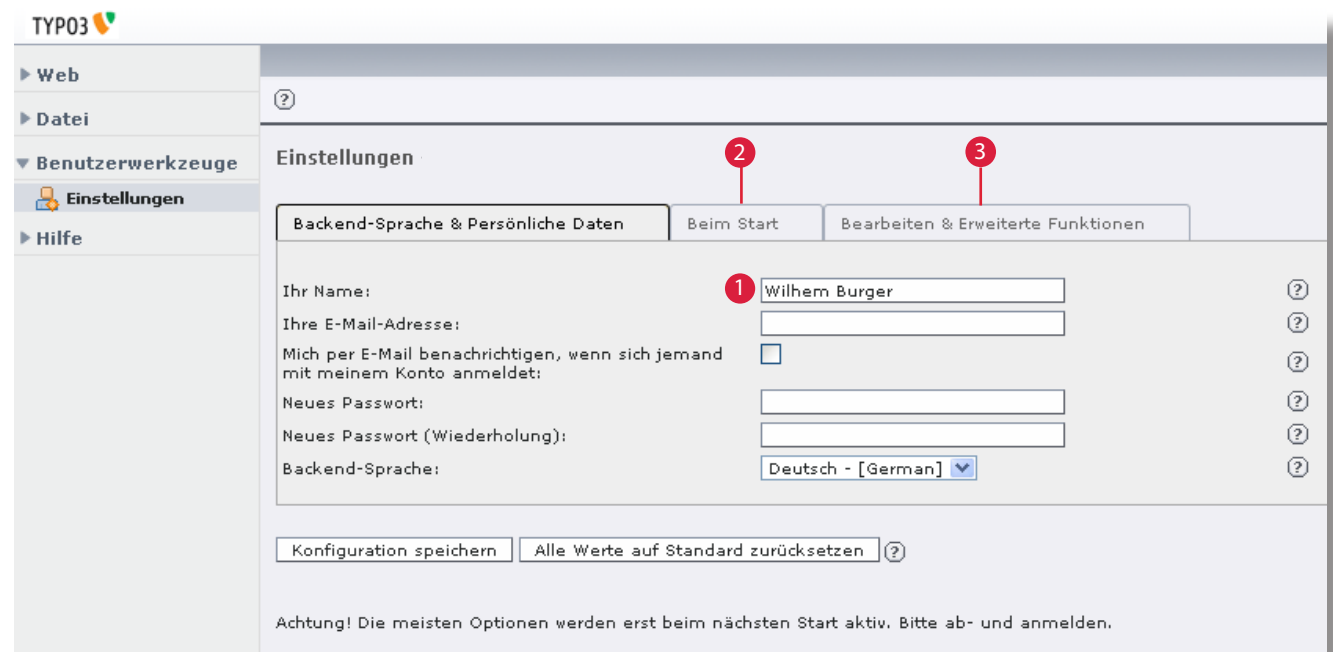 TYPO3
Web
Datei
Benutzerwerkzeuge
Einstellungen
Hilfe
?
Einstellungen
2
3
Backend-Sprache & Persönliche Daten
Beim Start
Bearbeiten & Erweiterte Funktionen
Ihr Name:
1
Wilhem Burger
?
Ihre E-Mail-Adresse:
?
Mich per E-Mail benachrichtigen, wenn sich jemand
mit meinem Konto anmeldet:
?
Neues Passwort:
?
Neues Passwort (Wiederholung):
?
Backend-Sprache:
Deutsch - [German]
?
Konfiguration speichern
Alle Werte auf Standard zurücksetzen
?
Achtung! Die meisten Optionen werden erst beim nächsten Start aktiv. Bitte ab- und anmelden.